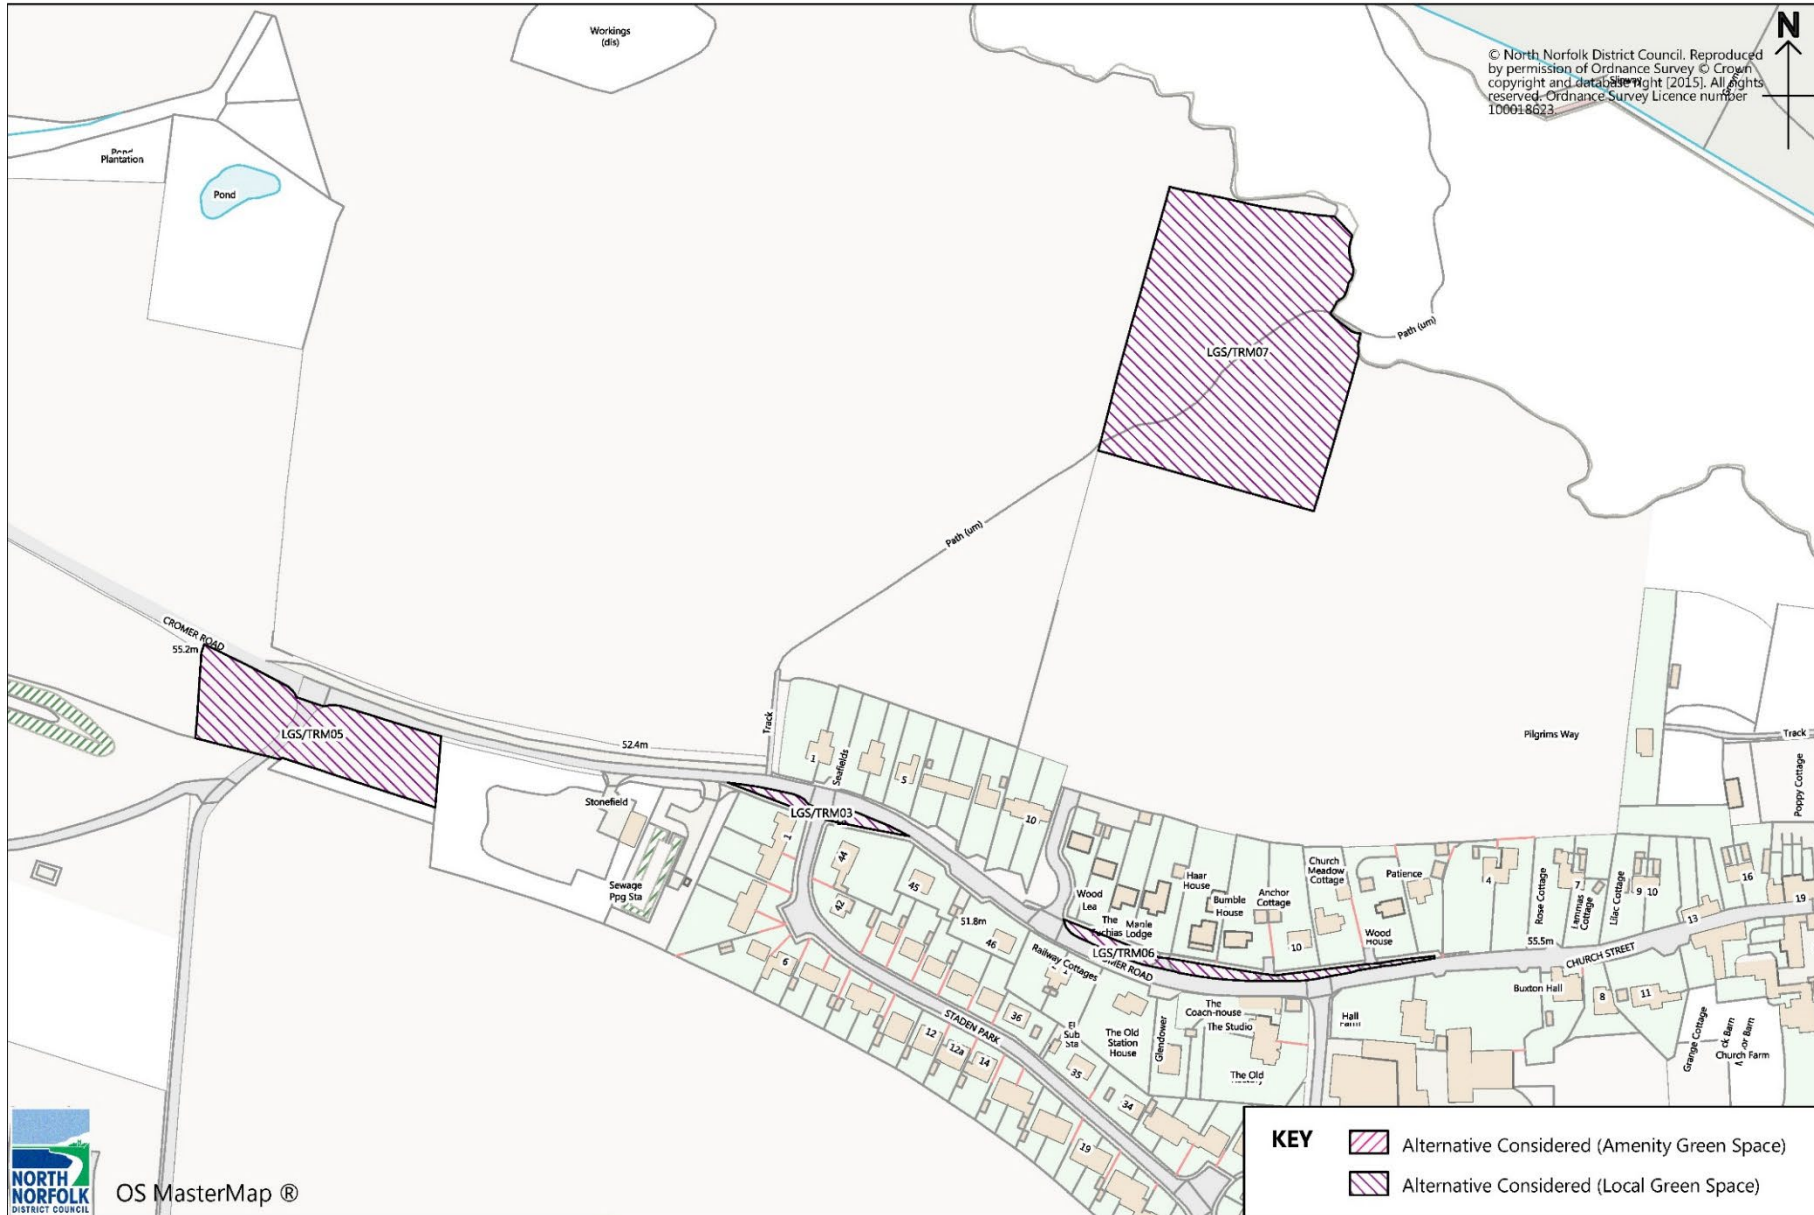 Workings
(dis)
N
© North Norfolk District Council. Reproduced
by permission of Ordnance Survey © Crown
copyright and database right [2015]. All rights
reserved. Ordnance Survey Licence number
100018623.
Slipway
Groyne
Pond
Plantation
Pond
LGS/TRM07
Path (um)
Path (um)
CROMER ROAD
55.2m
LGS/TRM05
52.4m
Track
Seafields
1
5
10
Pilgrims Way
Track
Poppy Cottage
Stonefield
LGS/TRM03
1
44
45
42
Sewage
Ppg Sta
Wood
Lea
The
Maple
Lodge
Haar
House
Bumble
House
Anchor
Cottage
Church
Meadow
Cottage
Patience
4
Rose Cottage
7
Lammas
Cottage
Lilac Cottage
9
10
16
19
13
10
Wood
House
51.8m
46
LGS/TRM06
Railway Cottages
55.5m
CHURCH STREET
6
STADEN PARK
36
El
Sub
Sta
12
12a
14
35
34
19
The Old
Station
House
Glendower
The
Coach-house
The Studio
The Old
Hall
Farm
Buxton Hall
8
11
Grange Cottage
Church Farm
KEY
Alternative Considered (Amenity Green Space)
Alternative Considered (Local Green Space)
NORTH
NORFOLK
DISTRICT COUNCIL
OS MasterMap ®